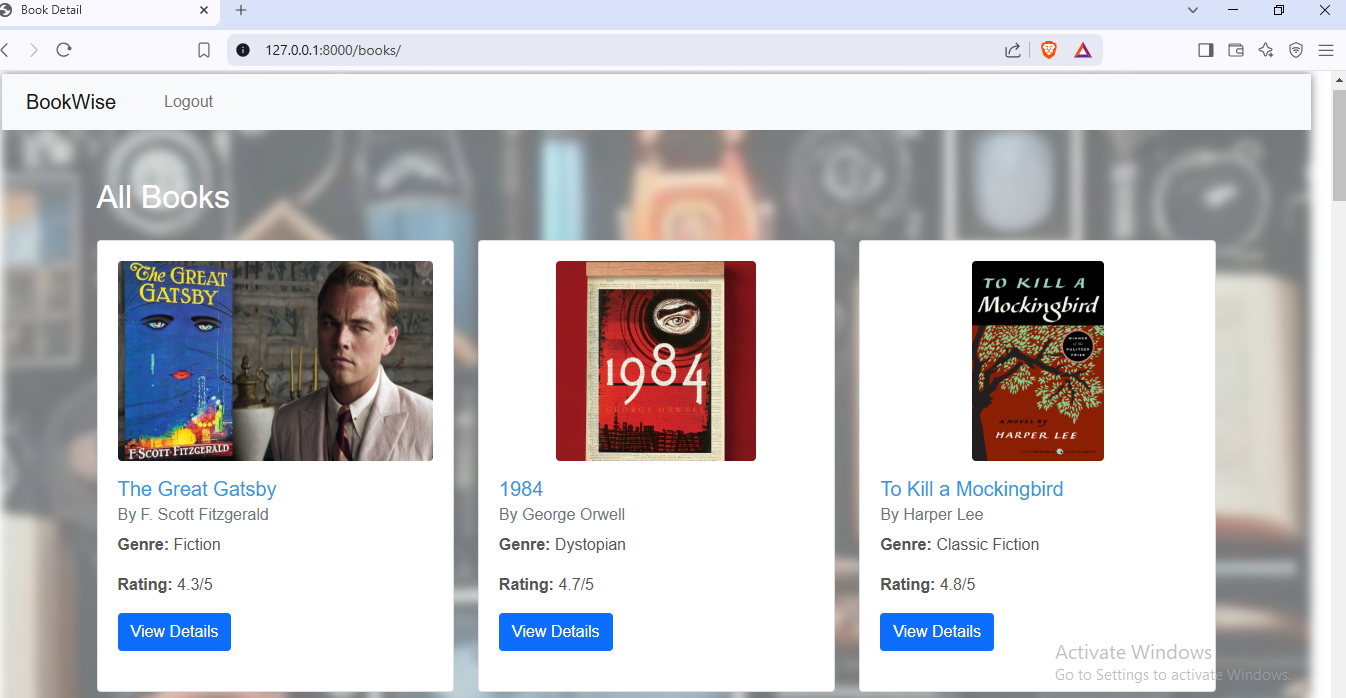 Book Detail
127.0.0.1:8000/books/
BookWise Logout
All Books
The GREAT
GATSBY
F. SCOTT FITZGERALD
1984
GEORGE ORWELL
TO KILL A
Mockingbird
WINNER
of the
PULITZER
PRIZE
A NOVEL BY
HARPER LEE
The Great Gatsby
By F. Scott Fitzgerald
Genre: Fiction
Rating: 4.3/5
View Details
1984
By George Orwell
Genre: Dystopian
Rating: 4.7/5
View Details
To Kill a Mockingbird
By Harper Lee
Genre: Classic Fiction
Rating: 4.8/5
View Details
Activate Windows
Go to Settings to activate Windows.